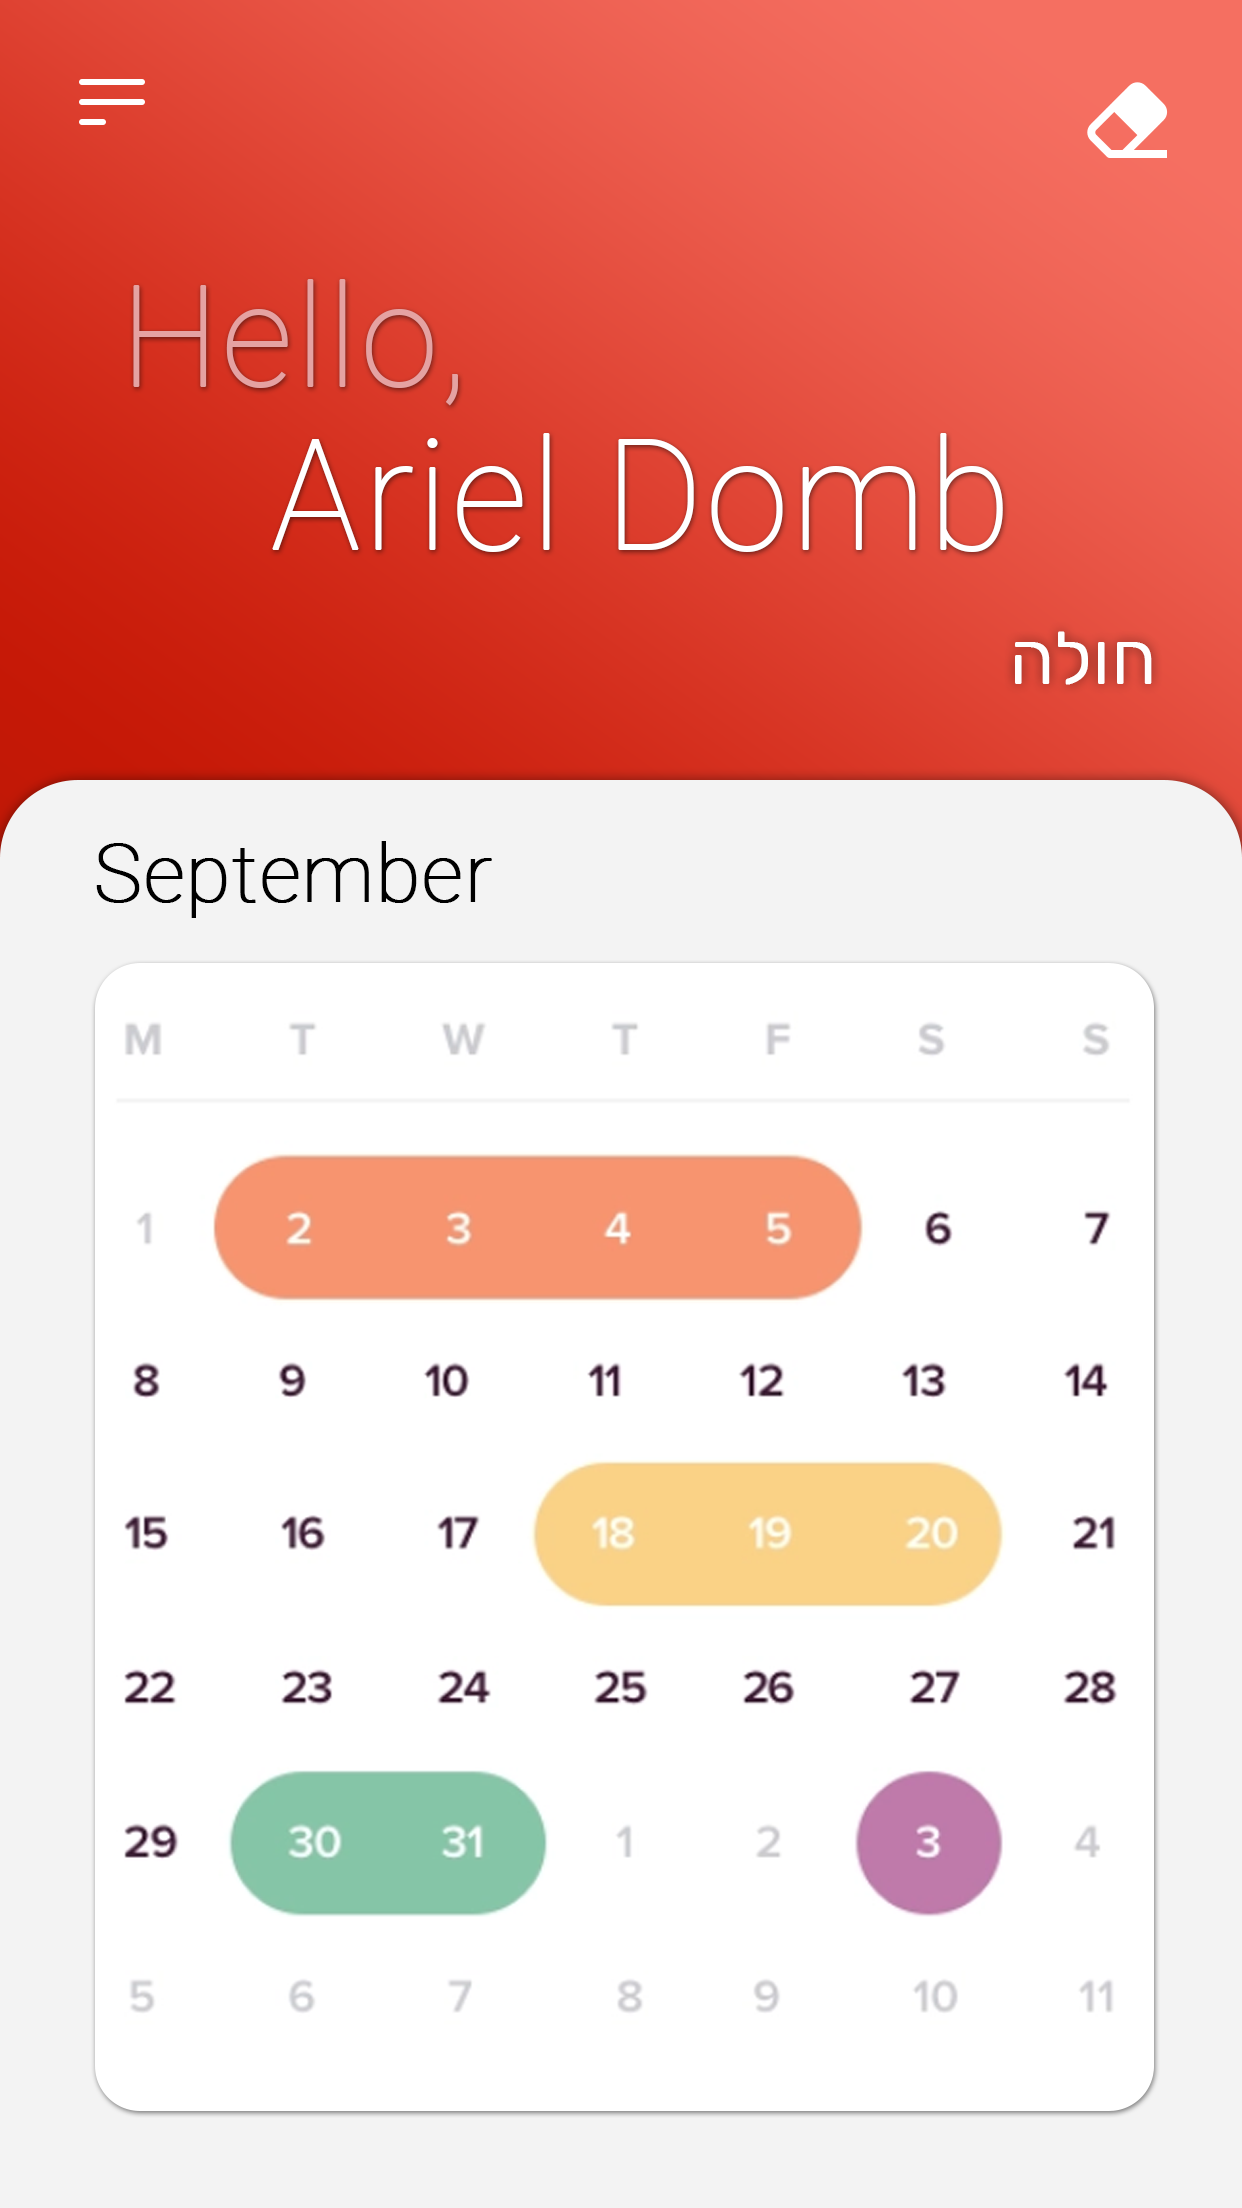 Hello,
Ariel Domb
חולה
September
M T W T F S S
1 2 3 4 5 6 7
8 9 10 11 12 13 14
15 16 17 18 19 20 21
22 23 24 25 26 27 28
29 30 31 1 2 3 4
5 6 7 8 9 10 11